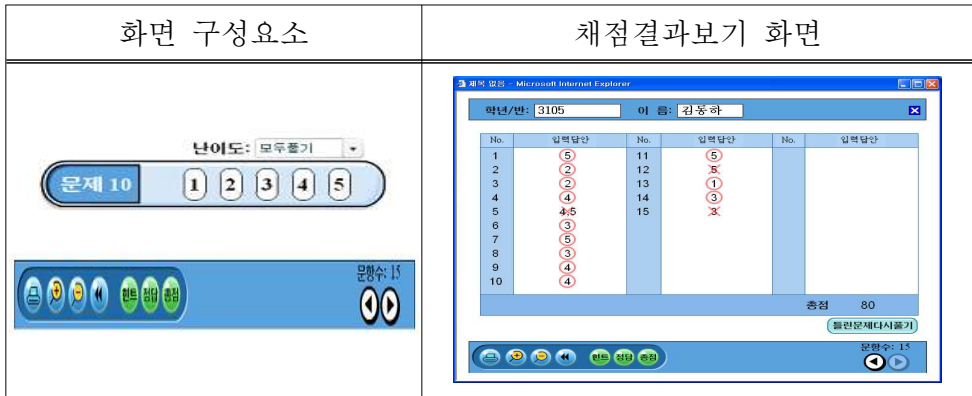 화면 구성요소
채점결과보기 화면
난이도: 모두풀기
문제 10 1 2 3 4 5
힌트 정답 총점
문항수: 15
제목 없음 - Microsoft Internet Explorer
학년/반: 3105 이 름: 김동하
No. 입력답안 No. 입력답안 No. 입력답안
1 5 11 5
2 2 12 5
3 2 13 1
4 4 14 3
5 4,5 15 3
6 3
7 5
8 3
9 4
10 4
총점 80
틀린문제다시풀기
힌트 정답 총점
문항수: 15